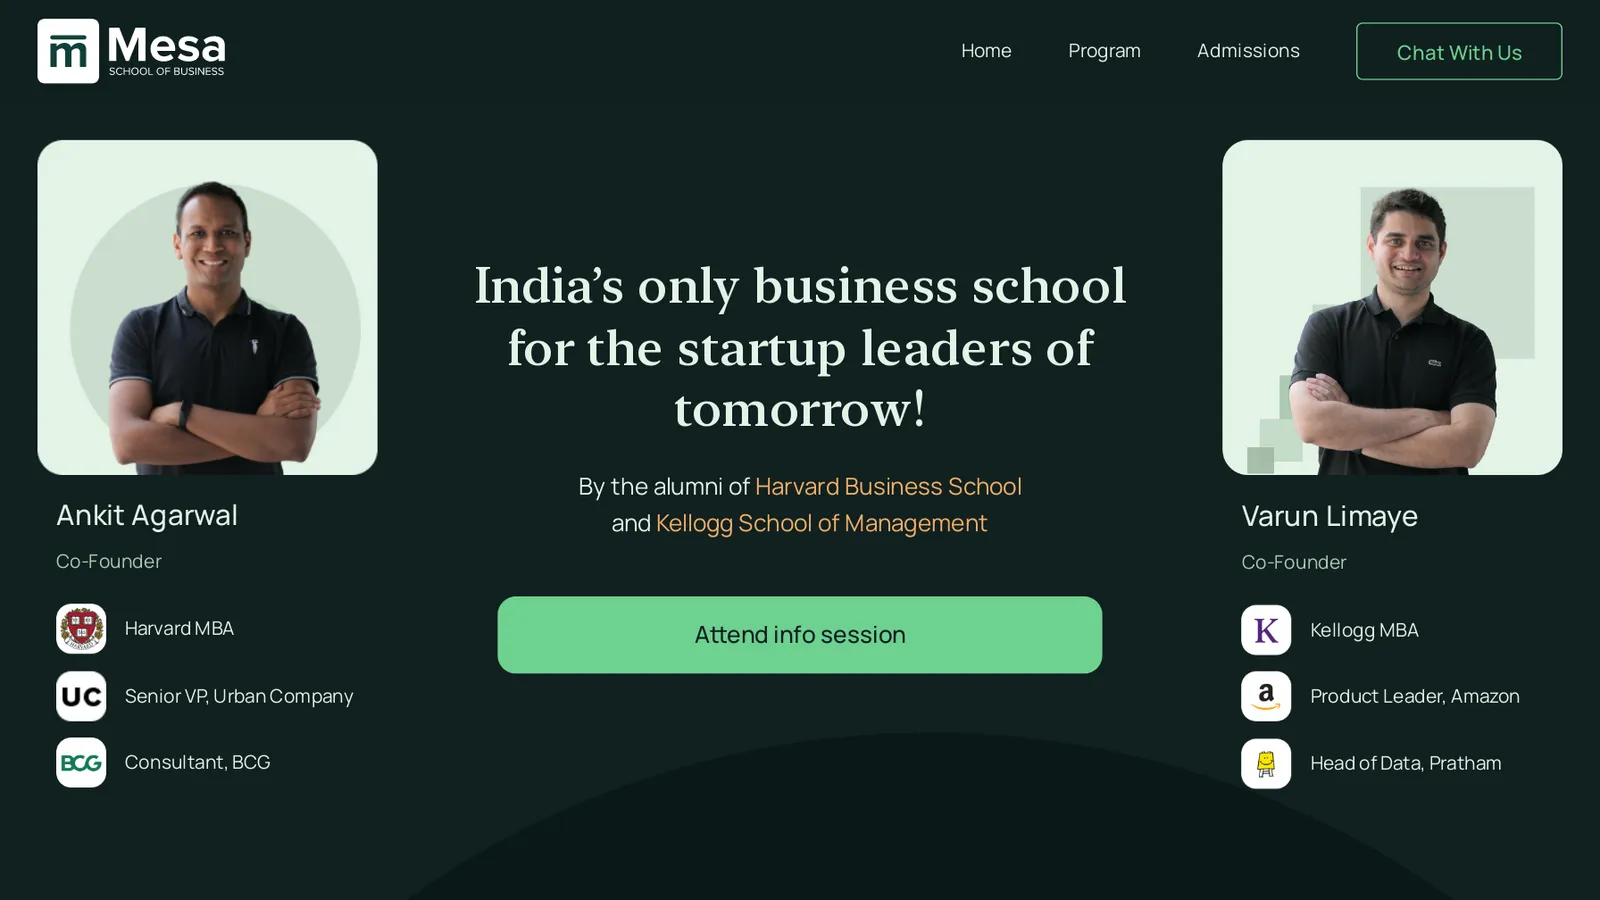 m
Mesa
SCHOOL OF BUSINESS
Home
Program
Admissions
Chat With Us
India’s only business school
for the startup leaders of
tomorrow!
By the alumni of Harvard Business School
and Kellogg School of Management
Attend info session
Ankit Agarwal
Co-Founder
Harvard MBA
UC
Senior VP, Urban Company
BCG
Consultant, BCG
Varun Limaye
Co-Founder
K
Kellogg MBA
a
Product Leader, Amazon
Head of Data, Pratham